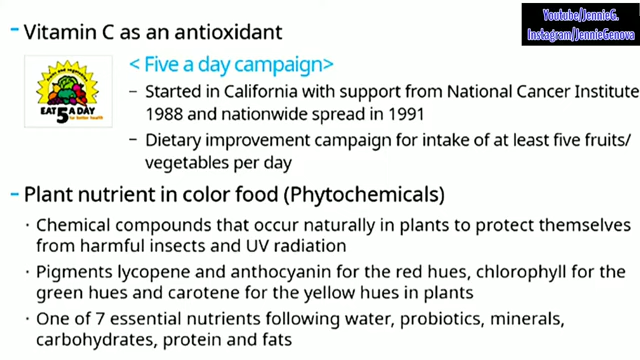 Youtube/JennieG.
Instagram/JennieGenova
– Vitamin C as an antioxidant
< Five a day campaign>
EAT 5 A DAY
for better health
– Started in California with support from National Cancer Institute
1988 and nationwide spread in 1991
– Dietary improvement campaign for intake of at least five fruits/
vegetables per day
– Plant nutrient in color food (Phytochemicals)
· Chemical compounds that occur naturally in plants to protect themselves
from harmful insects and UV radiation
· Pigments lycopene and anthocyanin for the red hues, chlorophyll for the
green hues and carotene for the yellow hues in plants
· One of 7 essential nutrients following water, probiotics, minerals,
carbohydrates, protein and fats